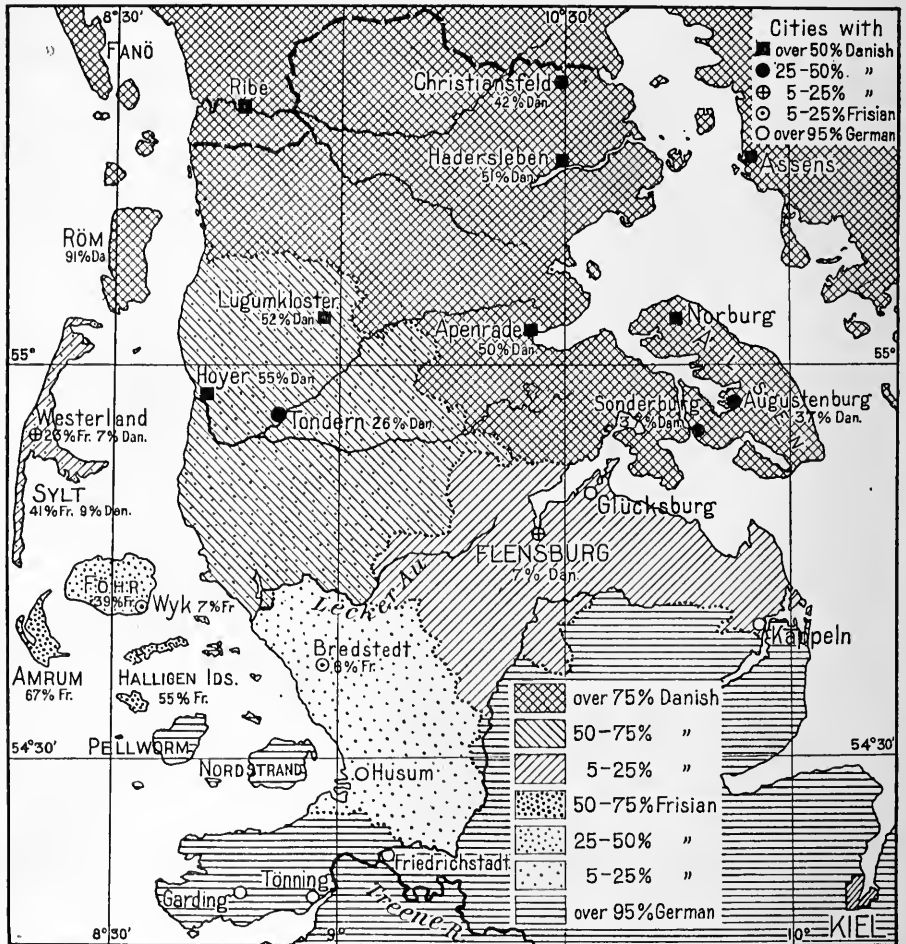 8°30'
10°30'
FANÖ
Cities with
over 50% Danish
25-50% "
5-25% "
5-25% Frisian
over 95% German
Ribe
Christiansfeld
42% Dan.
Hadersleben
51% Dan.
Assens
RÖM
91% Da
Lugumkloster
52% Dan
Apenrade
50% Dan.
Norburg
ALSEN
55°
55°
Hoyer 55% Dan
Tondern 26% Dan.
Sonderburg
Dan.
Augustenburg
37% Dan.
Westerland
Fr. 7% Dan.
SYLT
41% Fr. 9% Dan.
Glücksburg
FLENSBURG
7% Dan.
FÖHR
39% Fr.
Wyk 7% Fr
Lecker Au
Kappeln
AMRUM
67% Fr.
HALLIGEN IDS.
55% Fr.
Bredstedt
6% Fr.
over 75% Danish
50-75% "
5-25% "
50-75% Frisian
25-50% "
5-25% "
over 95% German
54°30'
54°30'
PELLWORM
NORDSTRAND
Husum
Friedrichstadt
Tönning
Garding
Treene-R.
KIEL
8°30'
9°
10°